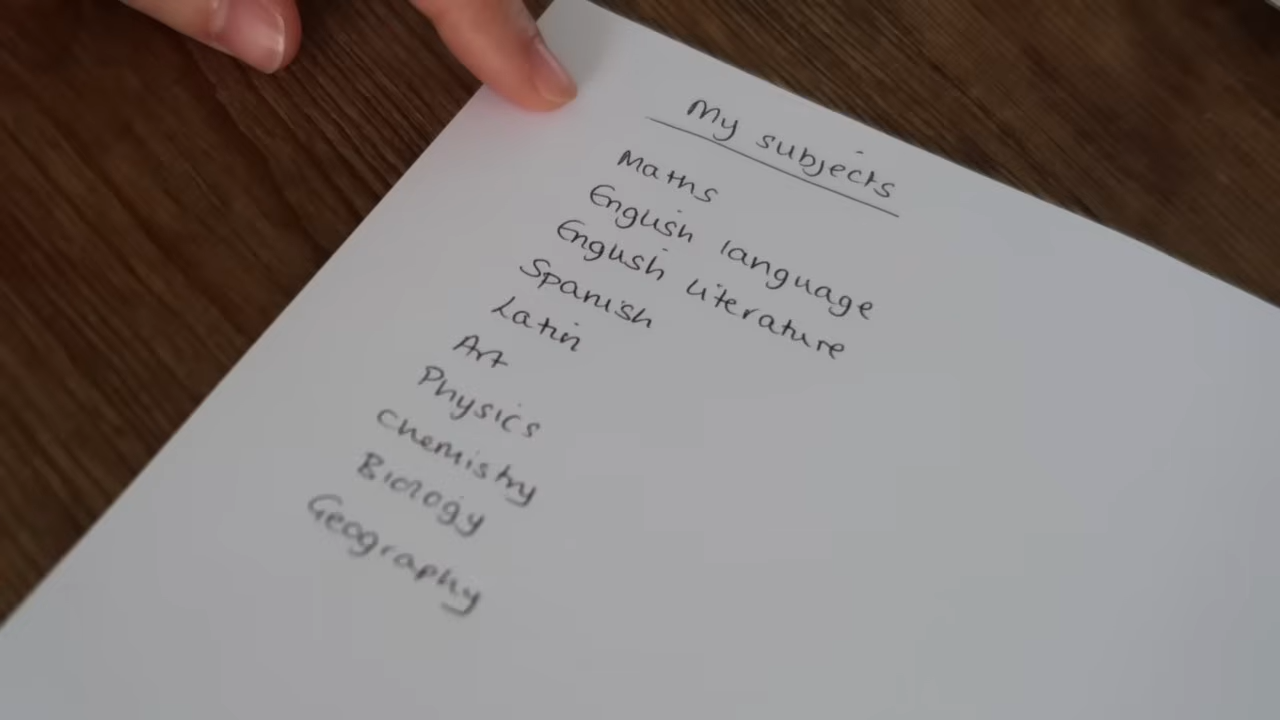 My subjects
Maths
English language
English literature
Spanish
Latin
Art
Physics
Chemistry
Biology
Geography